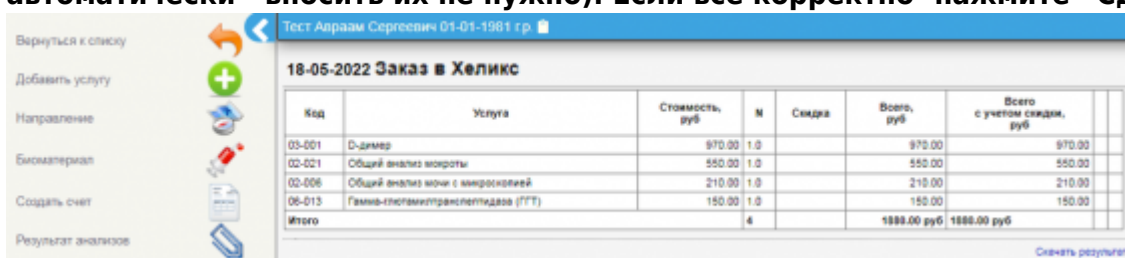 автоматически - вносить их не нужно). Если все корректно- нажмите "Сд
Вернуться к списку
Добавить услугу
Направление
Биоматериал
Создать счет
Результат анализов
Тест Апраам Сергеевич 01-01-1981 г.р.
18-05-2022 Заказ в Хеликс
Код Услуга Стоимость, руб N Скидка Всего, руб Всего с учетом скидки, руб
03-001 D-димер 970.00 1.0 970.00 970.00
02-021 Общий анализ мокроты 550.00 1.0 550.00 550.00
02-006 Общий анализ мочи с микроскопией 210.00 1.0 210.00 210.00
06-013 Гамма-глютамилтранспептидаза (ГГТ) 150.00 1.0 150.00 150.00
Итого 4 1880.00 руб 1880.00 руб
Скачать результат